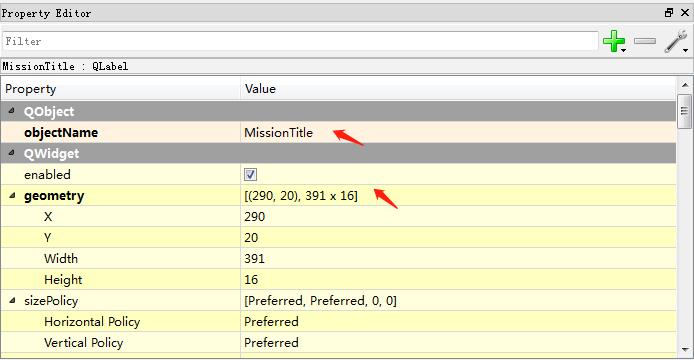 Property Editor
Filter
MissionTitle : QLabel
Property Value
QObject
objectName MissionTitle
QWidget
enabled
geometry [(290, 20), 391 x 16]
X 290
Y 20
Width 391
Height 16
sizePolicy [Preferred, Preferred, 0, 0]
Horizontal Policy Preferred
Vertical Policy Preferred